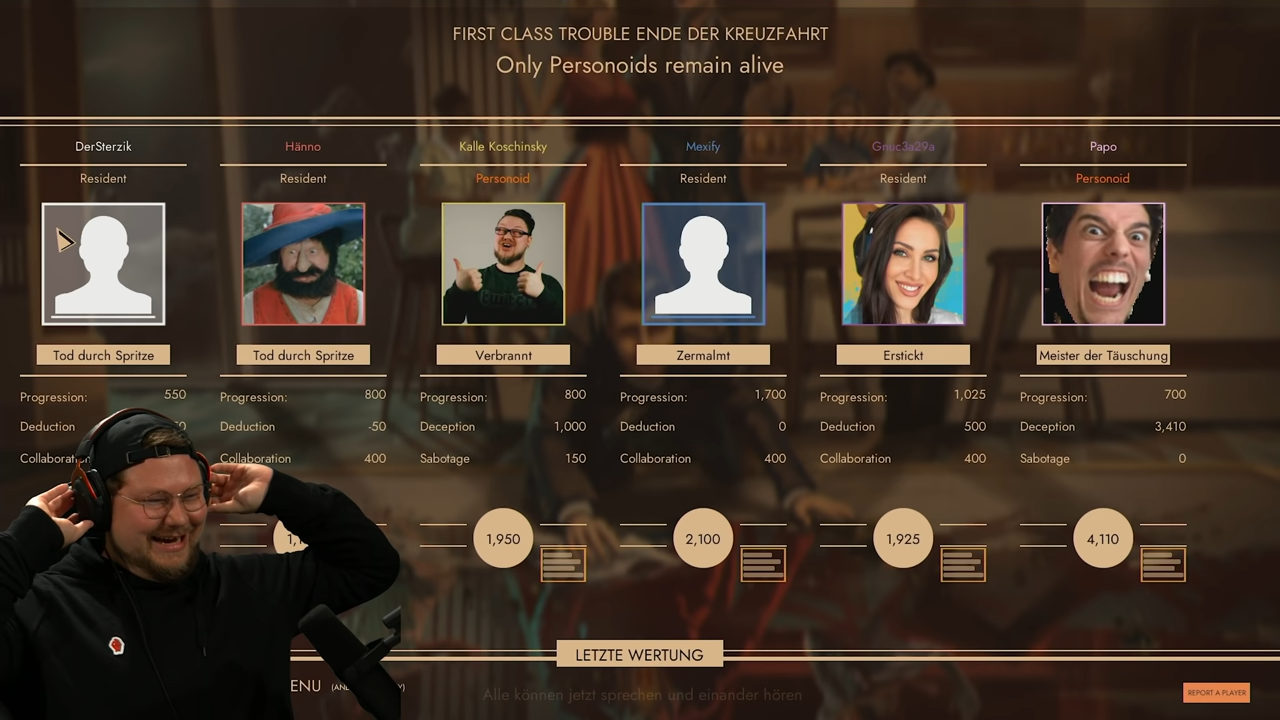 FIRST CLASS TROUBLE ENDE DER KREUZFAHRT
Only Personoids remain alive
DerSterzik Hänno Kalle Koschinsky Mexify Gnuc3a29a Papo
Resident Resident Personoid Resident Resident Personoid
Tod durch Spritze Tod durch Spritze Verbrannt Zermalmt Erstickt Meister der Täuschung
Progression: 550 Progression: 800 Progression: 800 Progression: 1,700 Progression: 1,025 Progression: 700
Deduction Deduction -50 Deception 1,000 Deduction 0 Deduction 500 Deception 3,410
Collaboration Collaboration 400 Sabotage 150 Collaboration 400 Collaboration 400 Sabotage 0
1,950 2,100 1,925 4,110
LETZTE WERTUNG
ENU
Alle können jetzt sprechen und einander hören
REPORT A PLAYER